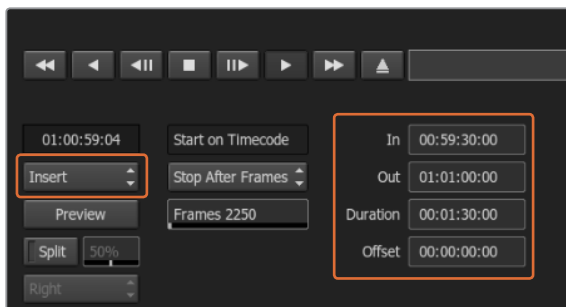 01:00:59:04 Start on Timecode In 00:59:30:00
Insert Stop After Frames Out 01:01:00:00
Preview Frames 2250 Duration 00:01:30:00
Split 50% Offset 00:00:00:00
Right